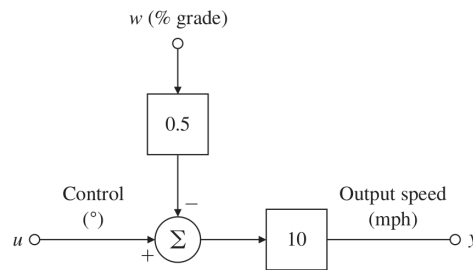 w (% grade)
0.5
Control
(°)
Output speed
(mph)
−
u
+
Σ
10
y